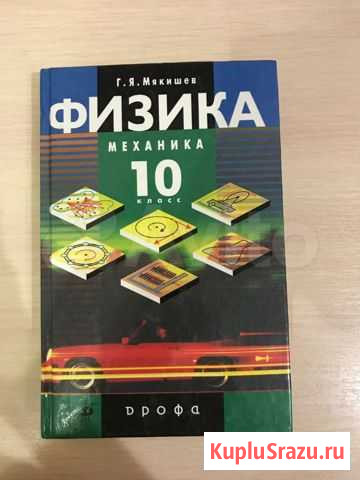 Г. Я. Мякишев
ФИЗИКА
МЕХАНИКА
10
класс
дрофа
KupluSrazu.ru